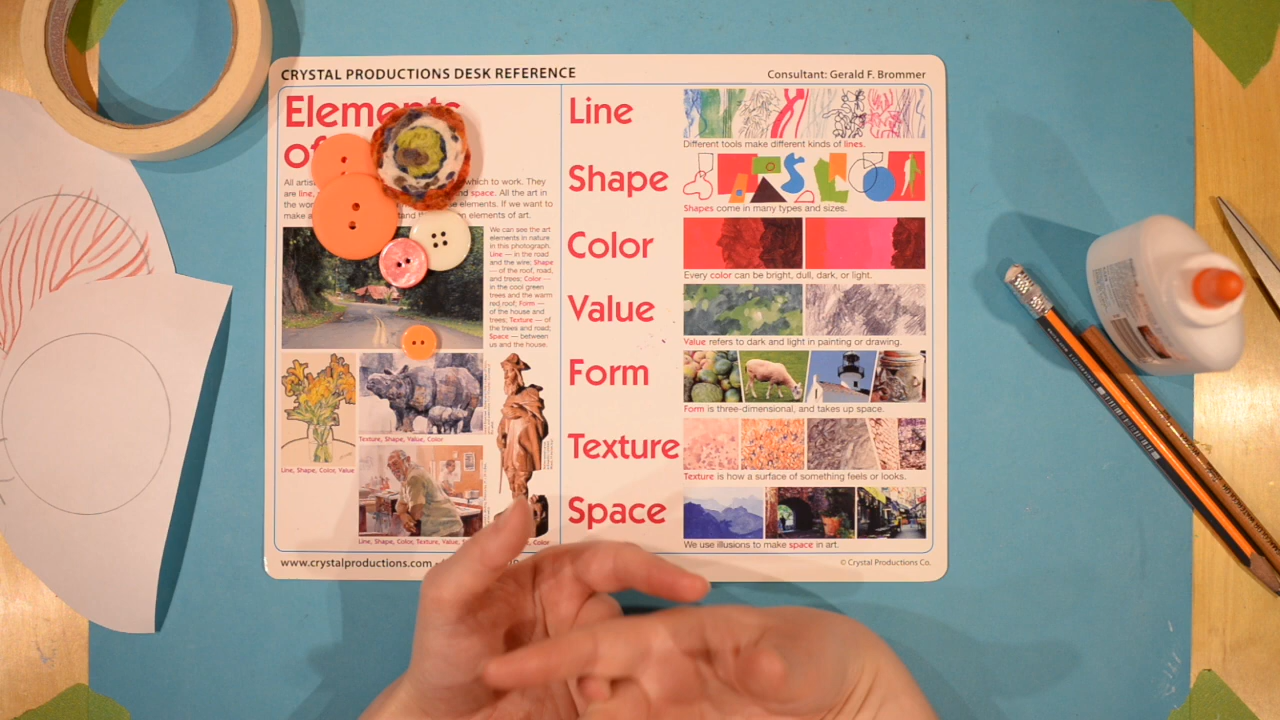 CRYSTAL PRODUCTIONS DESK REFERENCE
Consultant: Gerald F. Brommer
Elements
of
All artis which to work. They
are line, and space. All the art in
the wor e elements. If we want to
make a tand th n elements of art.
We can see the art
elements in nature
in this photograph.
Line — in the road
and the wire; Shape
— of the roof, road,
and trees; Color —
in the cool green
trees and the warm
red roof; Form —
of the house and
trees; Texture — of
the trees and road;
Space — between
us and the house.
Texture, Shape, Value, Color
Line, Shape, Color, Value
Line, Shape, Color, Texture, Value,
Color
www.crystalproductions.com
Line
Different tools make different kinds of lines.
Shape
Shapes come in many types and sizes.
Color
Every color can be bright, dull, dark, or light.
Value
Value refers to dark and light in painting or drawing.
Form
Form is three-dimensional, and takes up space.
Texture
Texture is how a surface of something feels or looks.
Space
We use illusions to make space in art.
© Crystal Productions Co.